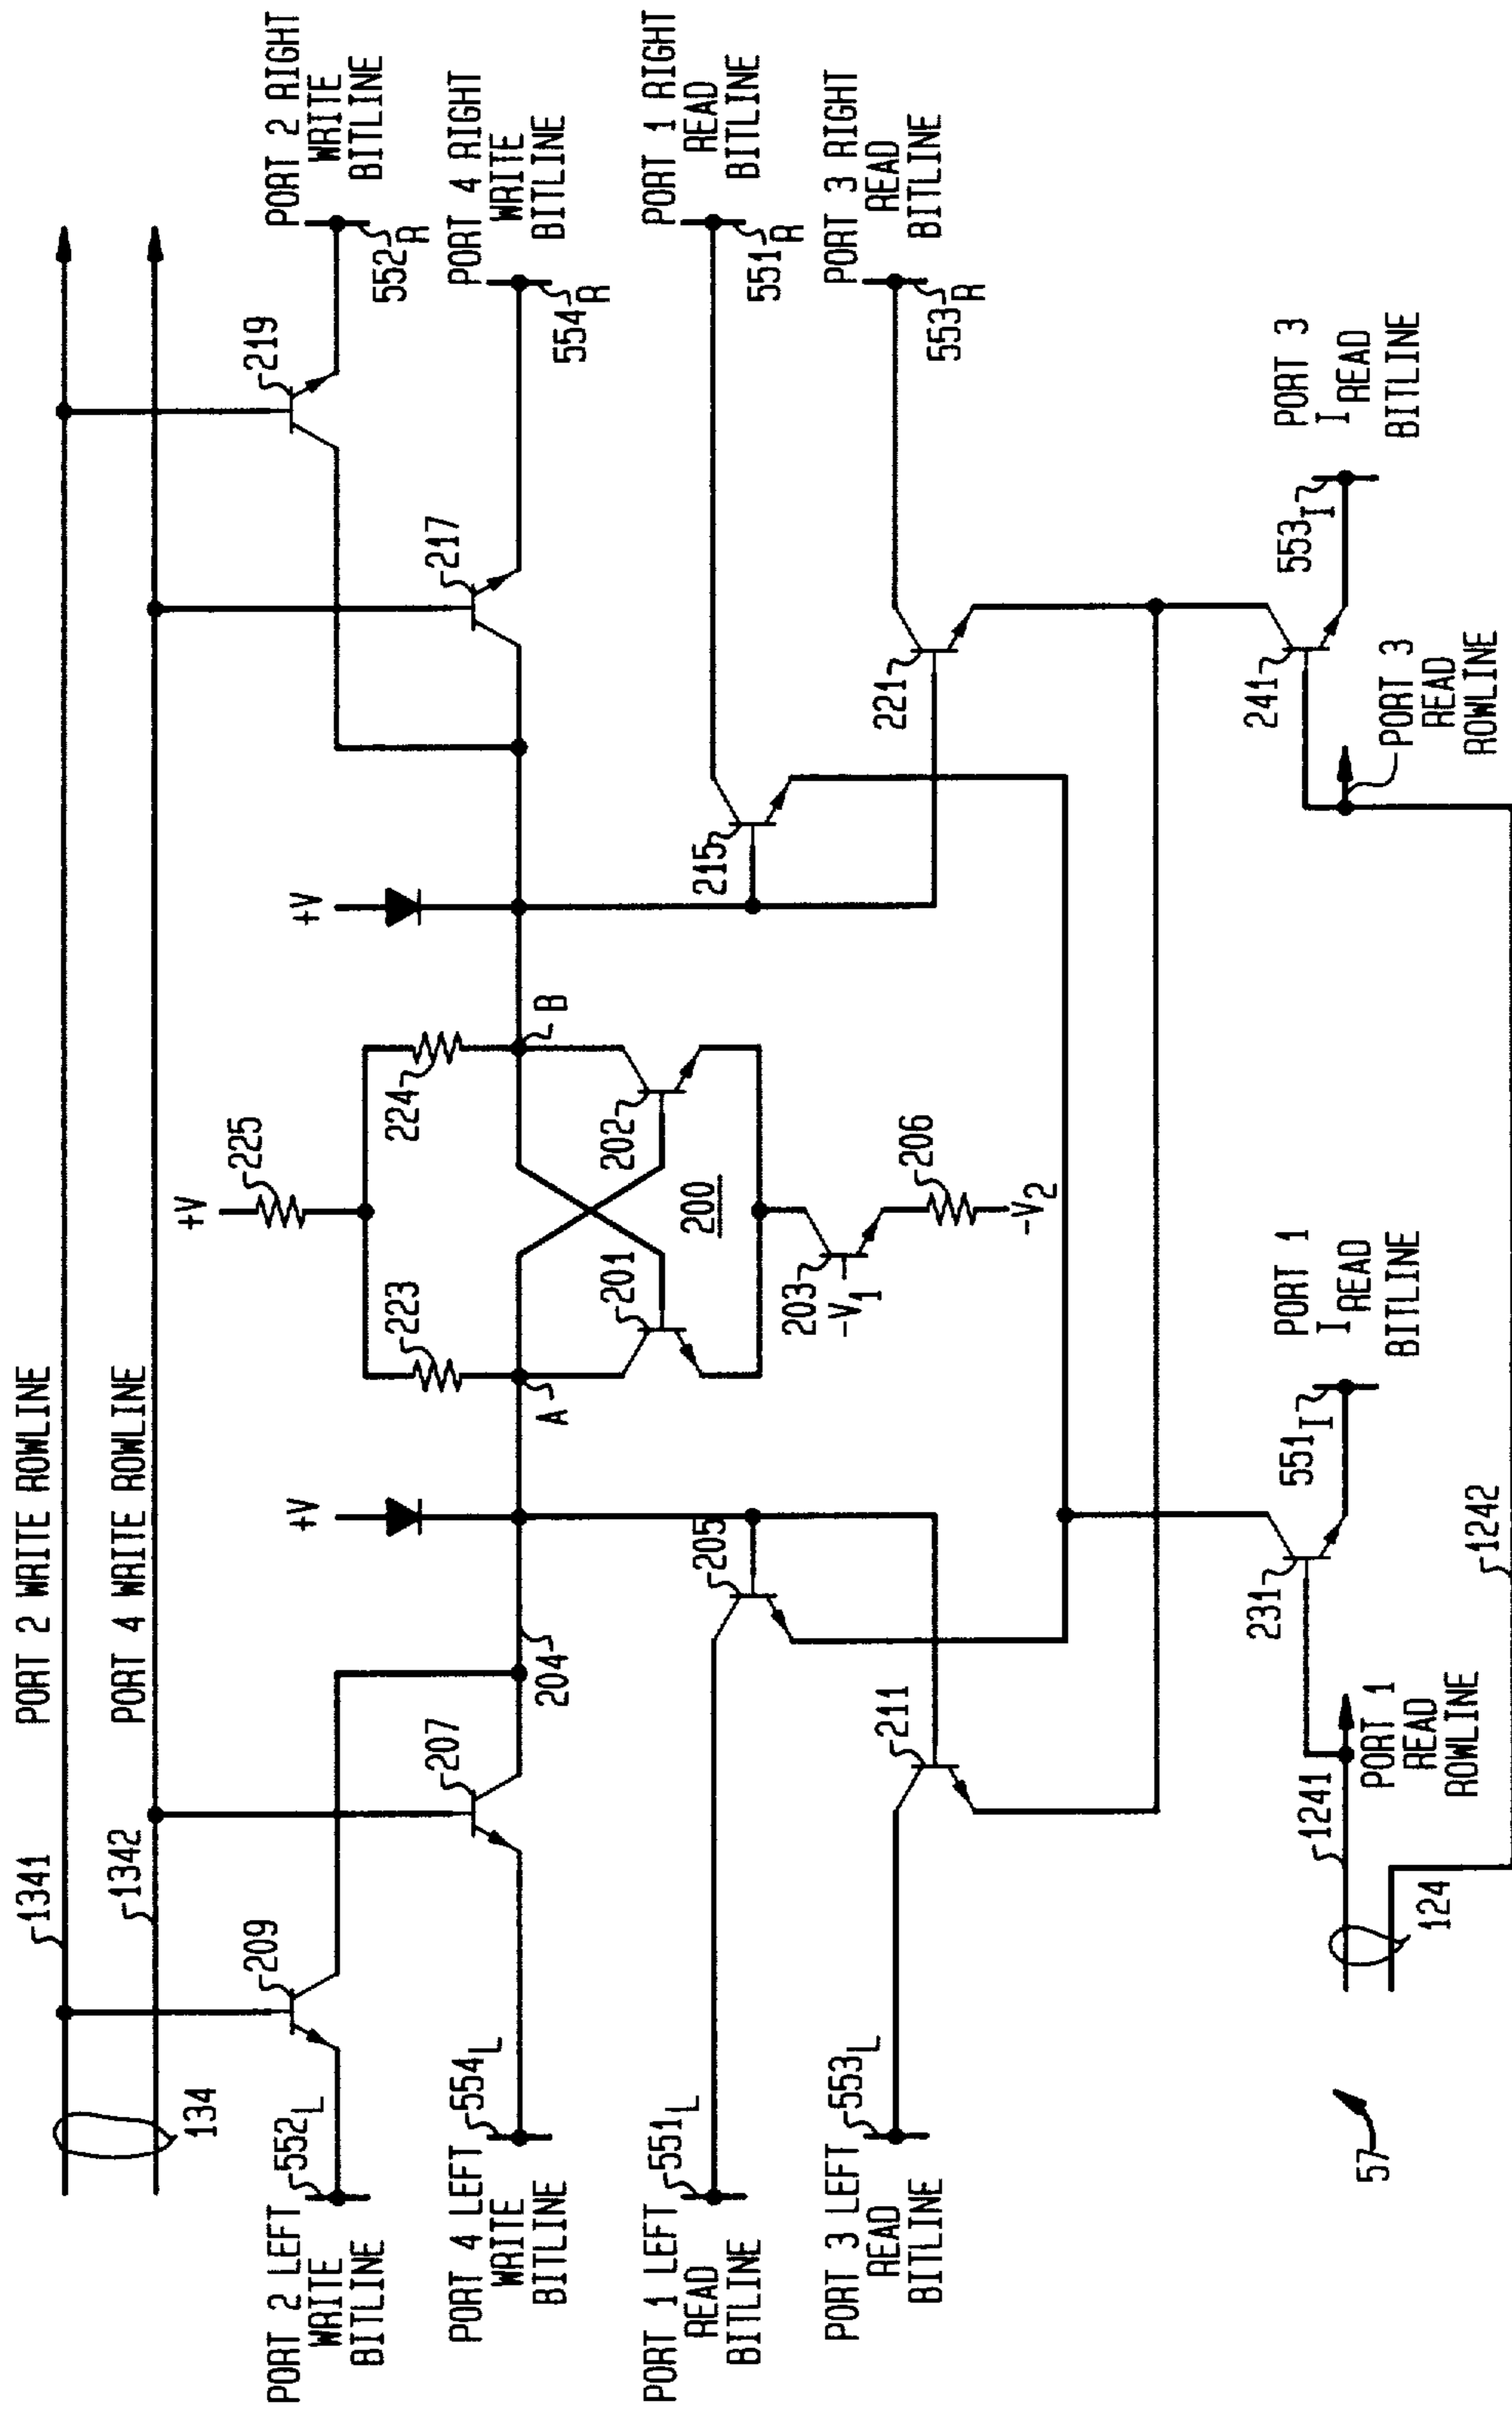 PORT 2 WRITE ROWLINE
1341
PORT 4 WRITE ROWLINE
1342
134
209
219
PORT 2 LEFT
WRITE
BITLINE
552L
PORT 2 RIGHT
WRITE
BITLINE
552R
207
217
PORT 4 LEFT
WRITE
BITLINE
554L
PORT 4 RIGHT
WRITE
BITLINE
554R
204
+V
+V
225
+V
223
224
A
B
201
202
200
203
-V1
206
-V2
205
215
PORT 1 LEFT
READ
BITLINE
551L
PORT 1 RIGHT
READ
BITLINE
551R
211
221
PORT 3 LEFT
READ
BITLINE
553L
PORT 3 RIGHT
READ
BITLINE
553R
231
551I
PORT 1
IREAD
BITLINE
241
553I
PORT 3
IREAD
BITLINE
1241
PORT 1
READ
ROWLINE
124
1242
PORT 3
READ
ROWLINE
57